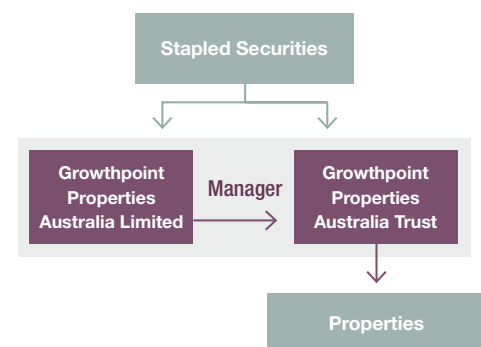 Stapled Securities
Growthpoint
Properties
Australia Limited
Manager
Growthpoint
Properties
Australia Trust
Properties